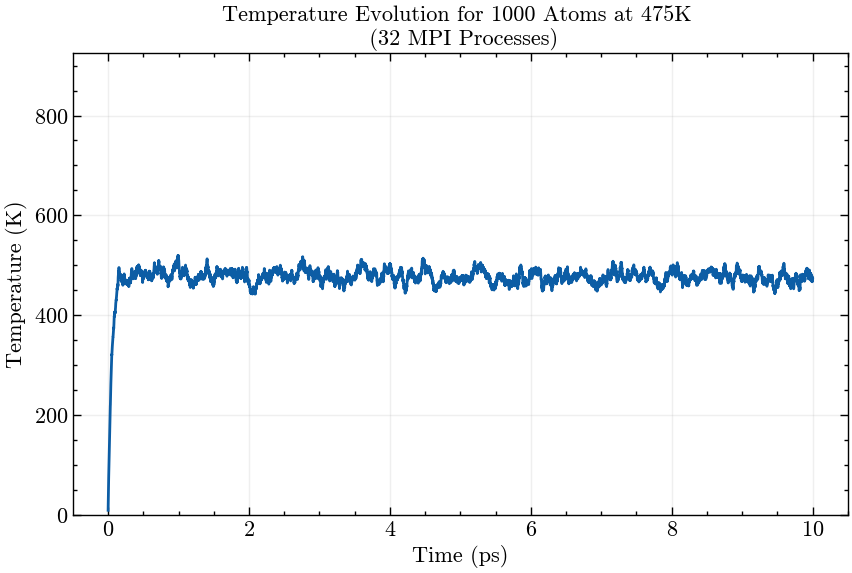 Temperature Evolution for 1000 Atoms at 475K
(32 MPI Processes)
Temperature (K)
800
600
400
200
0
0 2 4 6 8 10
Time (ps)